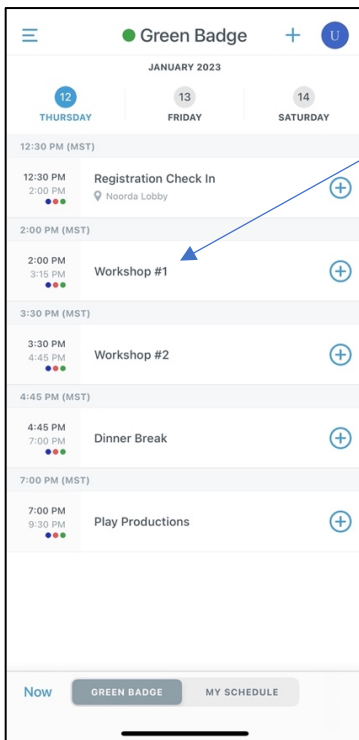 Green Badge
U
JANUARY 2023
12
13
14
THURSDAY
FRIDAY
SATURDAY
12:30 PM (MST)
12:30 PM
Registration Check In
2:00 PM
Noorda Lobby
2:00 PM (MST)
2:00 PM
Workshop #1
3:15 PM
3:30 PM (MST)
3:30 PM
Workshop #2
4:45 PM
4:45 PM (MST)
4:45 PM
Dinner Break
7:00 PM
7:00 PM (MST)
7:00 PM
Play Productions
9:30 PM
Now
GREEN BADGE
MY SCHEDULE